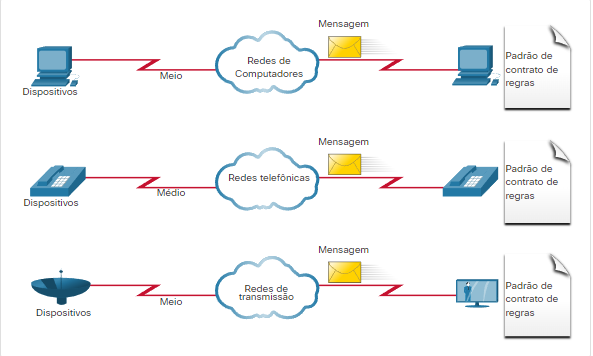 Mensagem
Redes de
Computadores
Padrão de
contrato de
regras
Meio
Dispositivos
Mensagem
Redes telefônicas
Padrão de
contrato de
regras
Médio
Dispositivos
Mensagem
Redes de
transmissão
Padrão de
contrato de
regras
Meio
Dispositivos